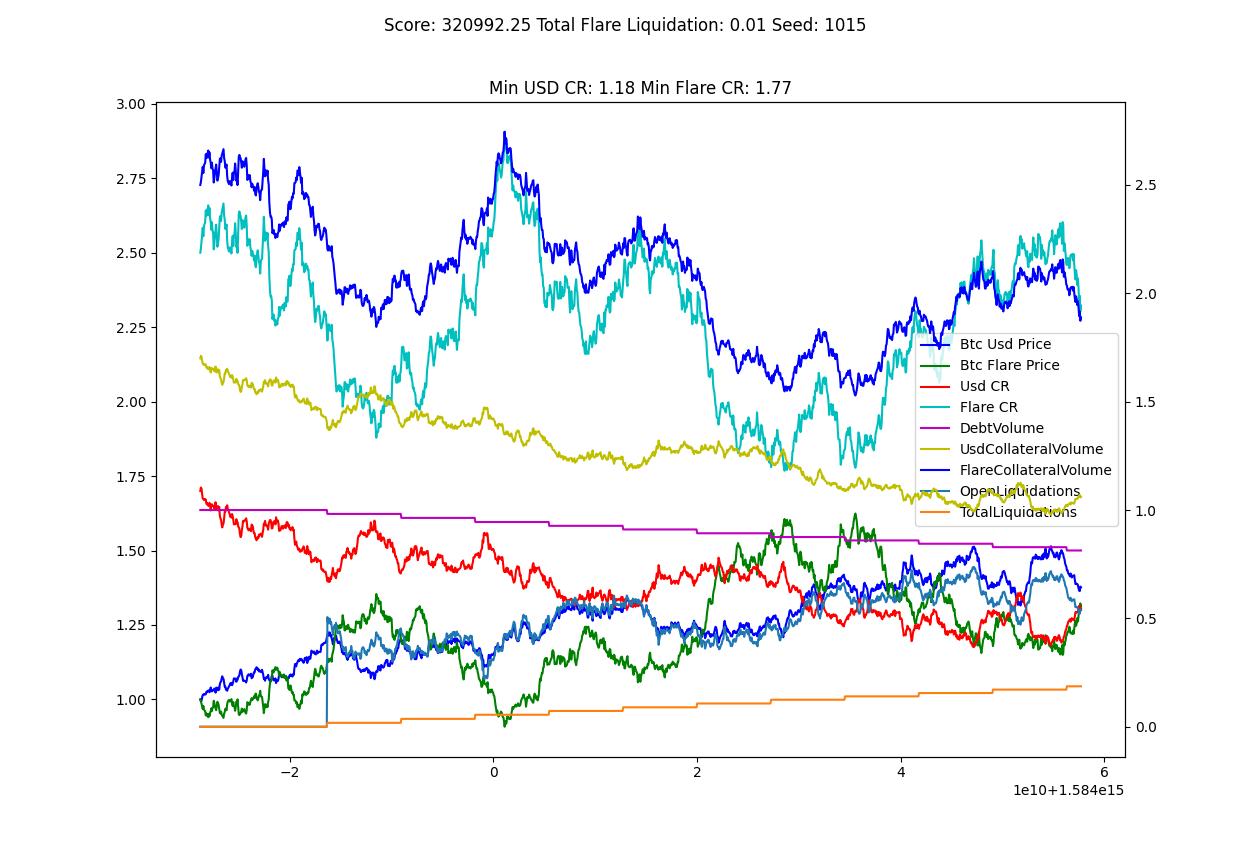 Score: 320992.25 Total Flare Liquidation: 0.01 Seed: 1015
Min USD CR: 1.18 Min Flare CR: 1.77
3.00
2.75
2.50
2.25
2.00
1.75
1.50
1.25
1.00
2.5
2.0
1.5
1.0
0.5
0.0
Btc Usd Price
Btc Flare Price
Usd CR
Flare CR
DebtVolume
UsdCollateralVolume
FlareCollateralVolume
OpenLiquidations
TotalLiquidations
−2 0 2 4 6
1e10+1.584e15